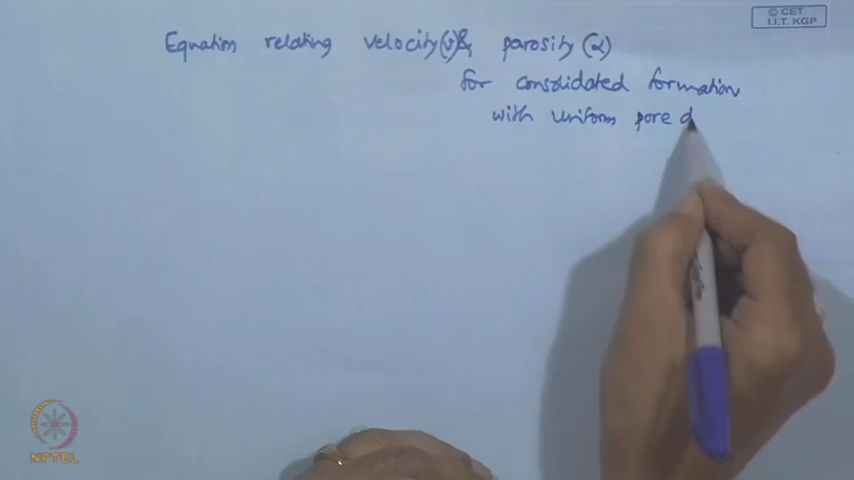 © CET
I.I.T. KGP
Equation relating velocity(v)& porosity (α)
for consolidated formation
with uniform pore d
NPTEL